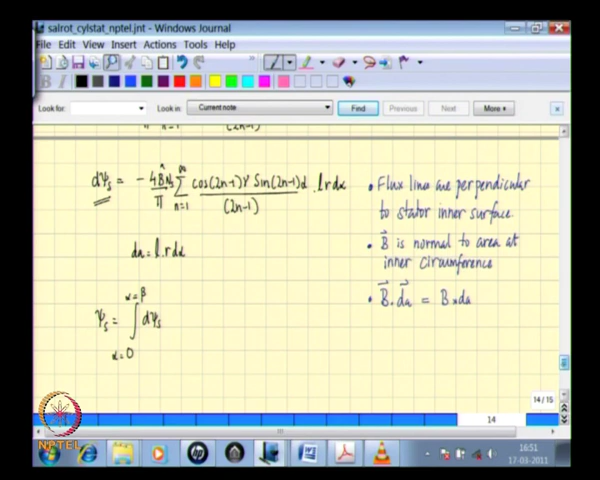 salrot_cylstat_nptel.jnt - Windows Journal
File Edit View Insert Actions Tools Help
Look for: Look in: Current note Find Previous Next More +
dΨs = - 4B̂Ns/π ∑ n=1 ∞ cos(2n-1)γ sin(2n-1)α / (2n-1) . lrdα
da = l.rdα
Ψs = ∫ α=0 α=β dΨs
• Flux lines are perpendicular
to stator inner surface.
• B⃗ is normal to area at
inner circumference
• B⃗.da⃗ = B × da
14 / 15
14
NPTEL
16:51
17-03-2011